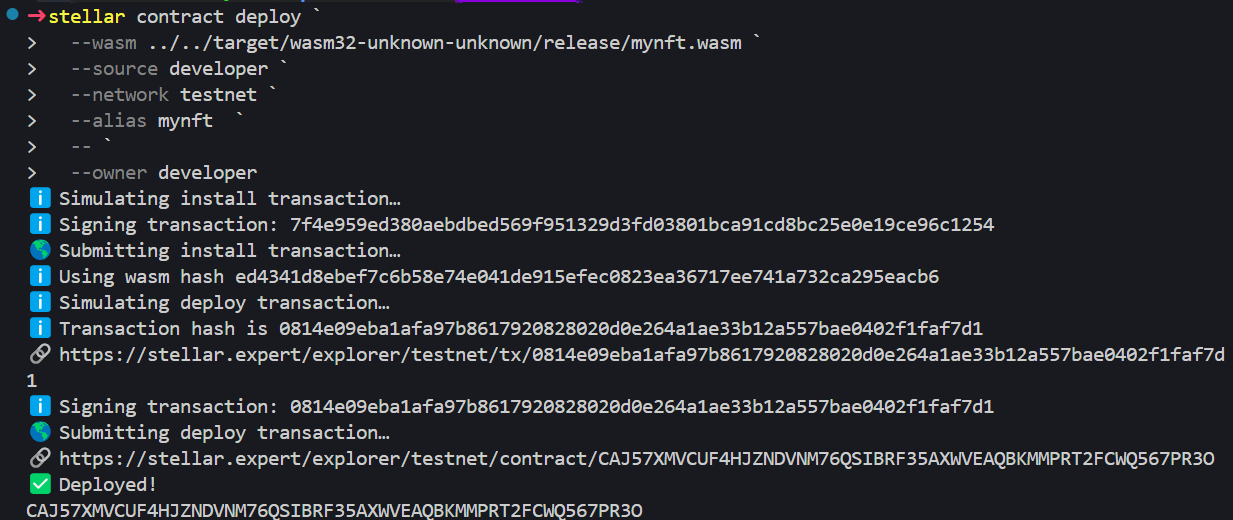 ➜stellar contract deploy `
>   --wasm ../../target/wasm32-unknown-unknown/release/mynft.wasm `
>   --source developer `
>   --network testnet `
>   --alias mynft  `
>   -- `
>   --owner developer
ℹ️ Simulating install transaction…
ℹ️ Signing transaction: 7f4e959ed380aebdbed569f951329d3fd03801bca91cd8bc25e0e19ce96c1254
🌎 Submitting install transaction…
ℹ️ Using wasm hash ed4341d8ebef7c6b58e74e041de915efec0823ea36717ee741a732ca295eacb6
ℹ️ Simulating deploy transaction…
ℹ️ Transaction hash is 0814e09eba1afa97b8617920828020d0e264a1ae33b12a557bae0402f1faf7d1
🔗 https://stellar.expert/explorer/testnet/tx/0814e09eba1afa97b8617920828020d0e264a1ae33b12a557bae0402f1faf7d
1
ℹ️ Signing transaction: 0814e09eba1afa97b8617920828020d0e264a1ae33b12a557bae0402f1faf7d1
🌎 Submitting deploy transaction…
🔗 https://stellar.expert/explorer/testnet/contract/CAJ57XMVCUF4HJZNDVNM76QSIBRF35AXWVEAQBKMMPRT2FCWQ567PR3O
✅ Deployed!
CAJ57XMVCUF4HJZNDVNM76QSIBRF35AXWVEAQBKMMPRT2FCWQ567PR3O